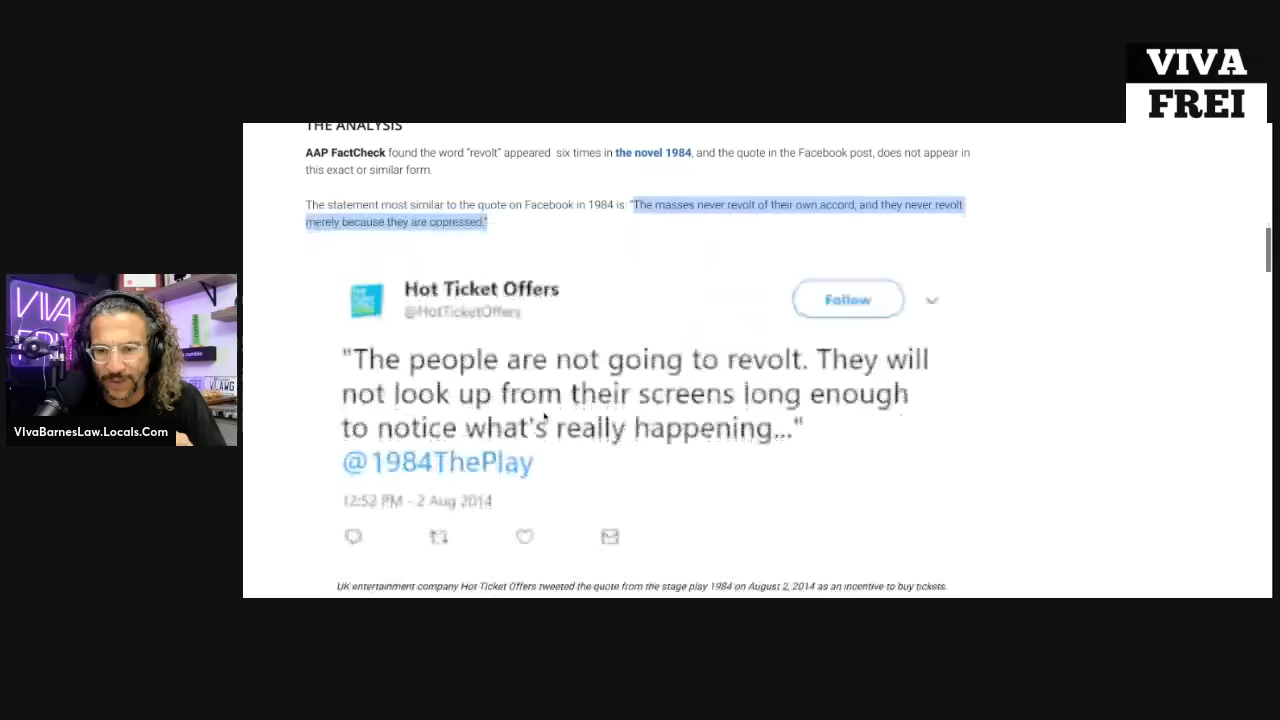 VIVA
FREI
THE ANALYSIS
AAP FactCheck found the word "revolt" appeared six times in the novel 1984, and the quote in the Facebook post, does not appear in
this exact or similar form.
The statement most similar to the quote on Facebook in 1984 is: "The masses never revolt of their own accord, and they never revolt
merely because they are oppressed."
Hot Ticket Offers
@HotTicketOffers
Follow
"The people are not going to revolt. They will
not look up from their screens long enough
to notice what's really happening..."
@1984ThePlay
12:52 PM - 2 Aug 2014
UK entertainment company Hot Ticket Offers tweeted the quote from the stage play 1984 on August 2, 2014 as an incentive to buy tickets.
VIVA
FREI
rumble
VLAWG
VIvaBarnesLaw.Locals.Com